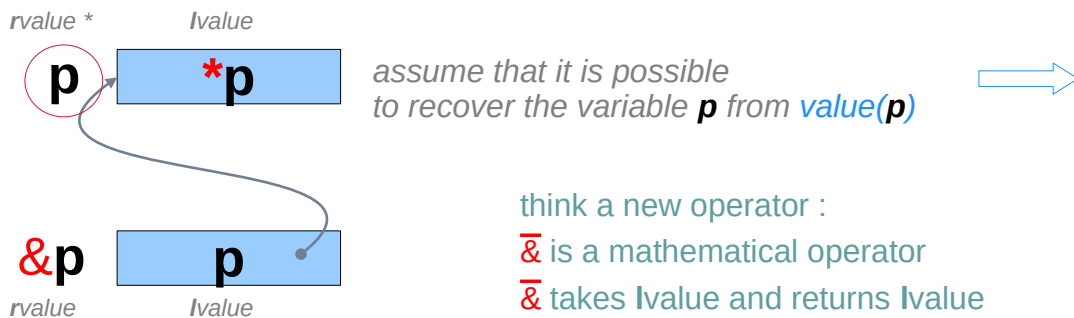 rvalue * lvalue
p *p
assume that it is possible
to recover the variable p from value(p)
think a new operator :
&̅ is a mathematical operator
&̅ takes lvalue and returns lvalue
&p p
rvalue lvalue